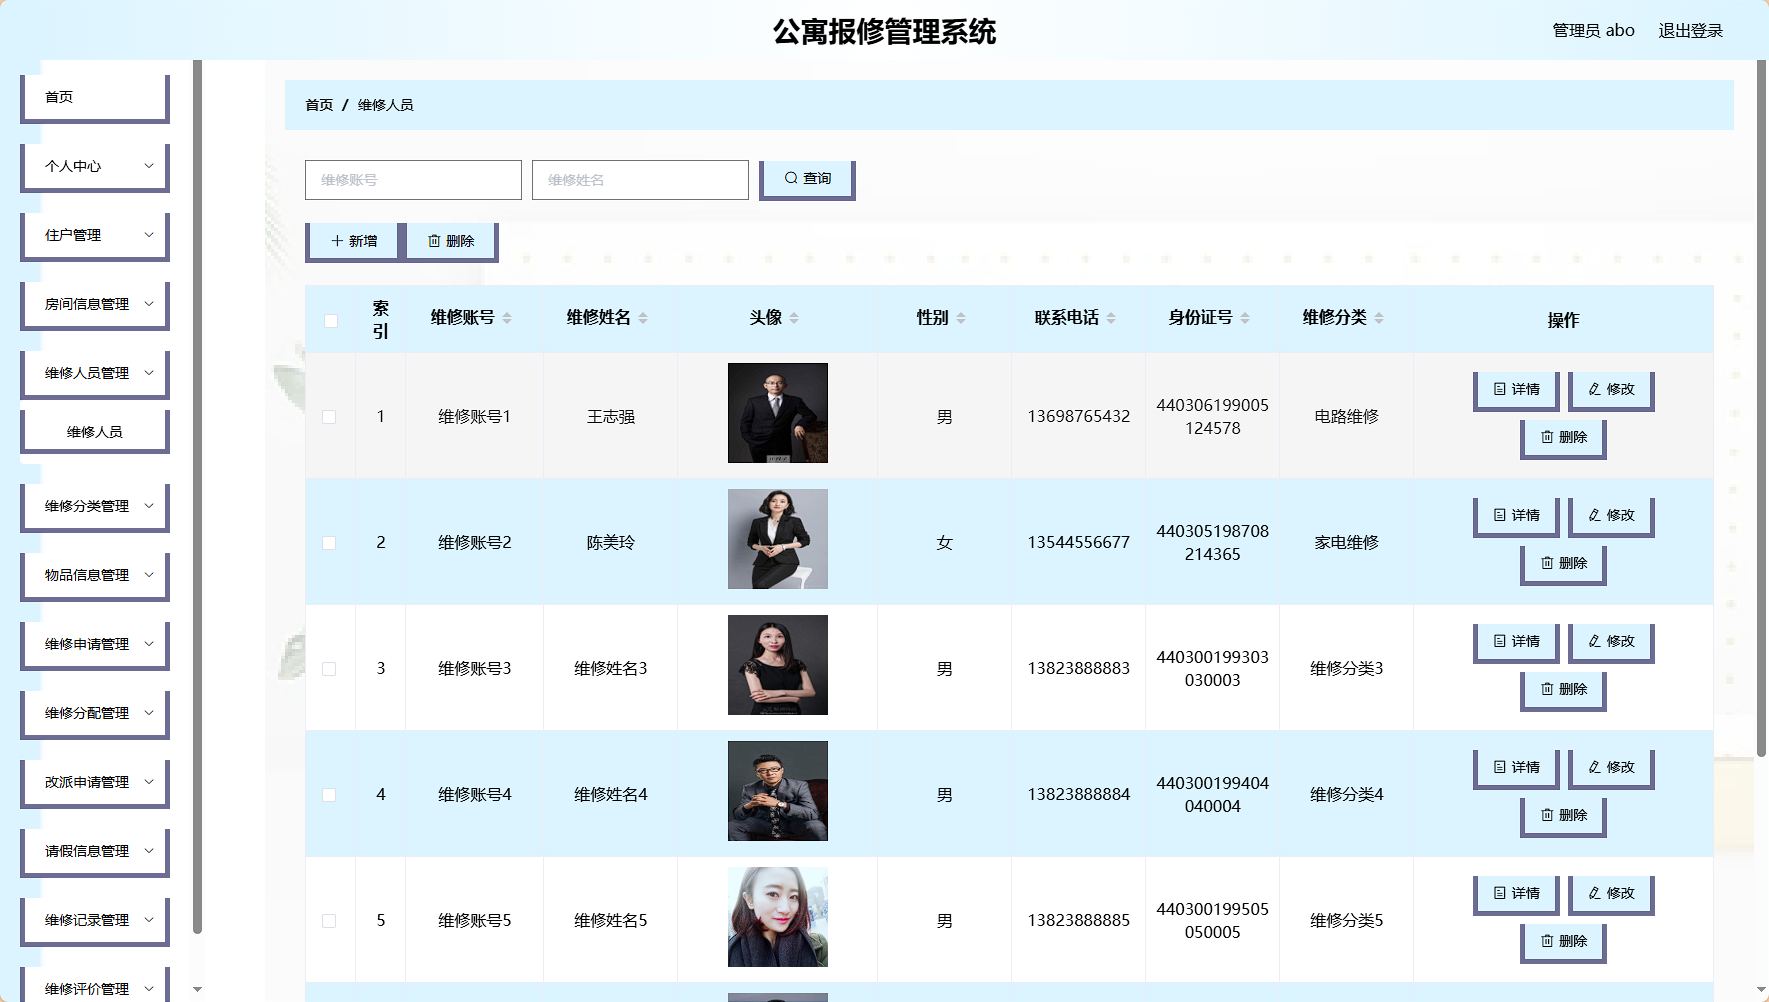 公寓报修管理系统
管理员 abo 退出登录
首页
个人中心
住户管理
房间信息管理
维修人员管理
维修人员
维修分类管理
物品信息管理
维修申请管理
维修分配管理
改派申请管理
请假信息管理
维修记录管理
维修评价管理
首页 / 维修人员
维修账号 维修姓名 查询
新增 删除
索引 维修账号 维修姓名 头像 性别 联系电话 身份证号 维修分类 操作
1 维修账号1 王志强 男 13698765432 440306199005124578 电路维修 详情 修改 删除
2 维修账号2 陈美玲 女 13544556677 440305198708214365 家电维修 详情 修改 删除
3 维修账号3 维修姓名3 男 13823888883 440300199303030003 维修分类3 详情 修改 删除
4 维修账号4 维修姓名4 男 13823888884 440300199404040004 维修分类4 详情 修改 删除
5 维修账号5 维修姓名5 男 13823888885 440300199505050005 维修分类5 详情 修改 删除